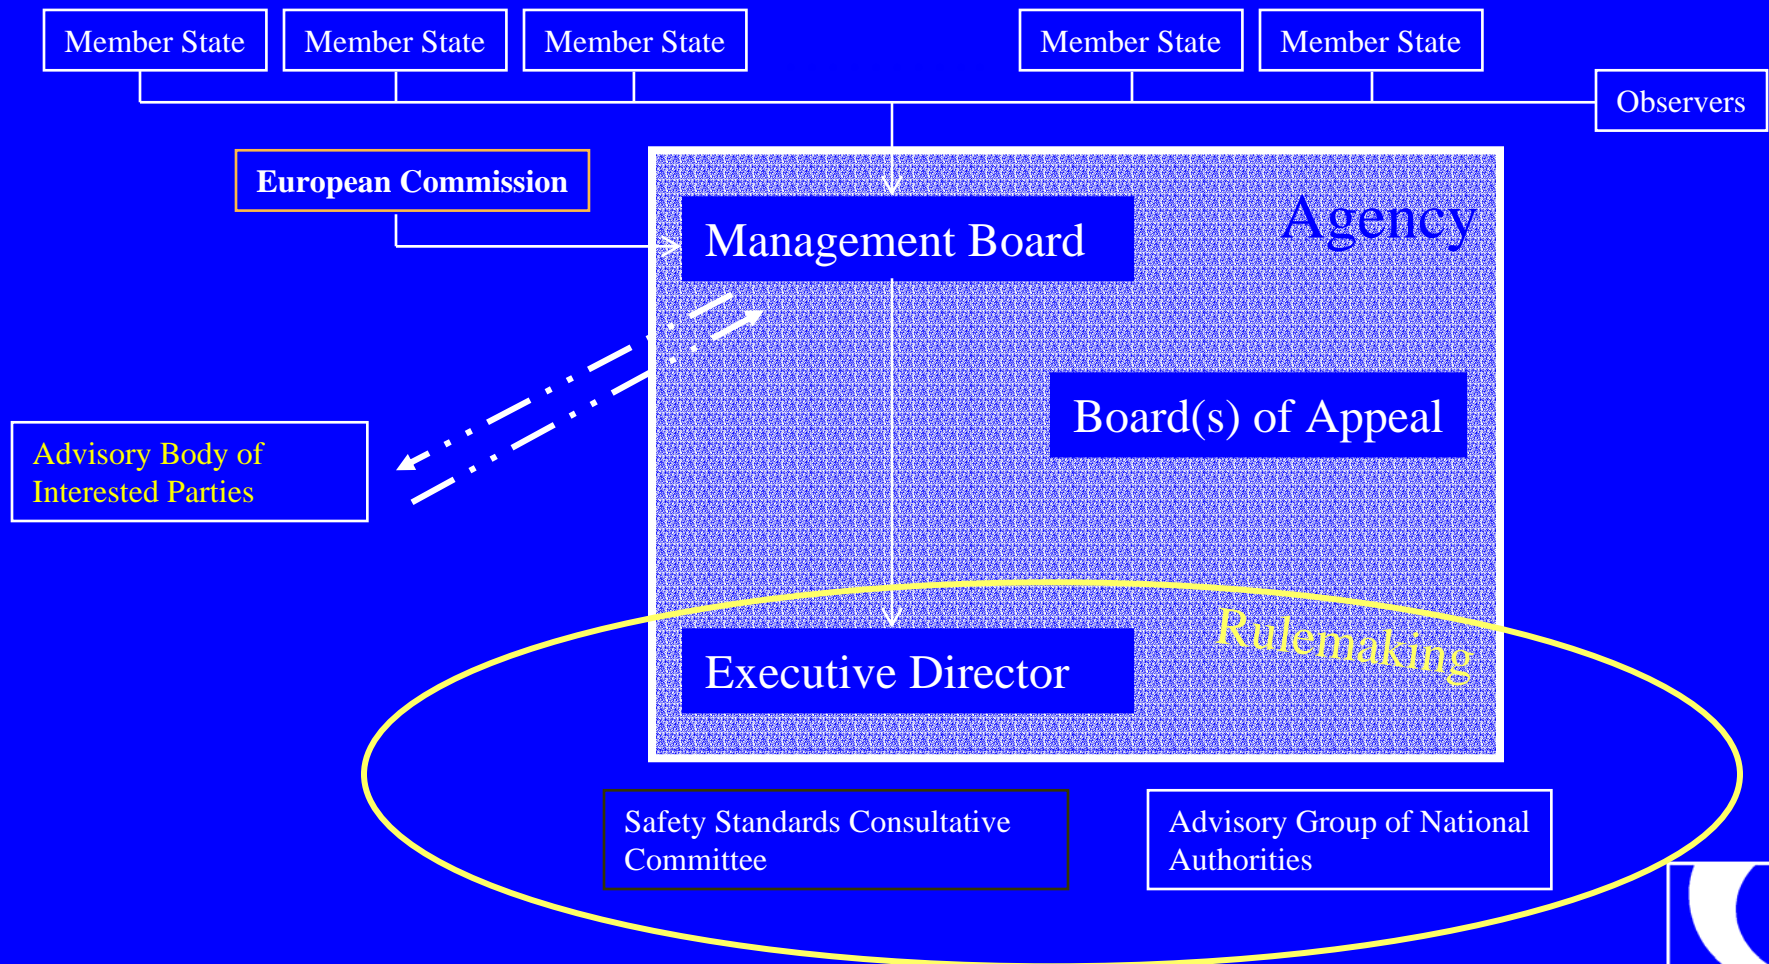 Member State
Member State
Member State
Member State
Member State
Observers
European Commission
Agency
Management Board
Board(s) of Appeal
Advisory Body of
Interested Parties
Rulemaking
Executive Director
Safety Standards Consultative
Committee
Advisory Group of National
Authorities